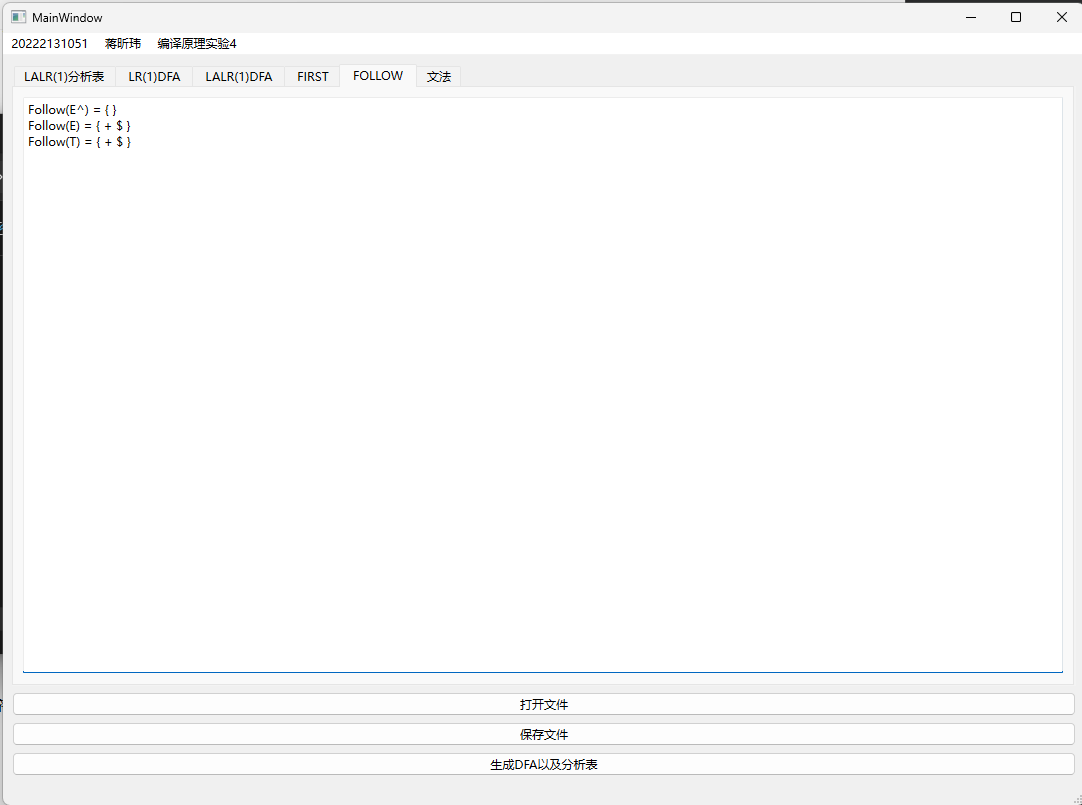 MainWindow
20222131051 蒋昕玮 编译原理实验4
LALR(1)分析表 LR(1)DFA LALR(1)DFA FIRST FOLLOW 文法
Follow(E^) = { }
Follow(E) = { + $ }
Follow(T) = { + $ }
打开文件
保存文件
生成DFA以及分析表